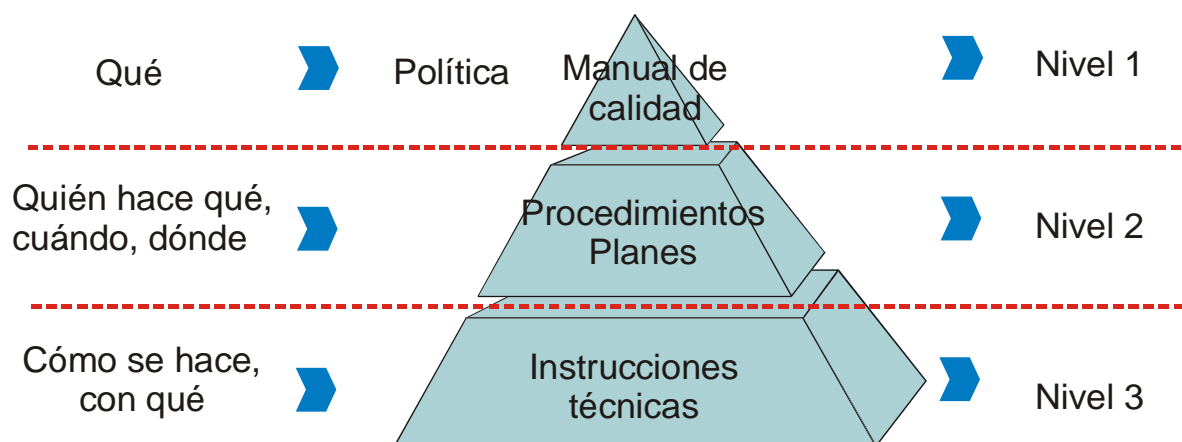 Qué
Política
Manual de
calidad
Nivel 1
Quién hace qué,
cuándo, dónde
Procedimientos
Planes
Nivel 2
Cómo se hace,
con qué
Instrucciones
técnicas
Nivel 3